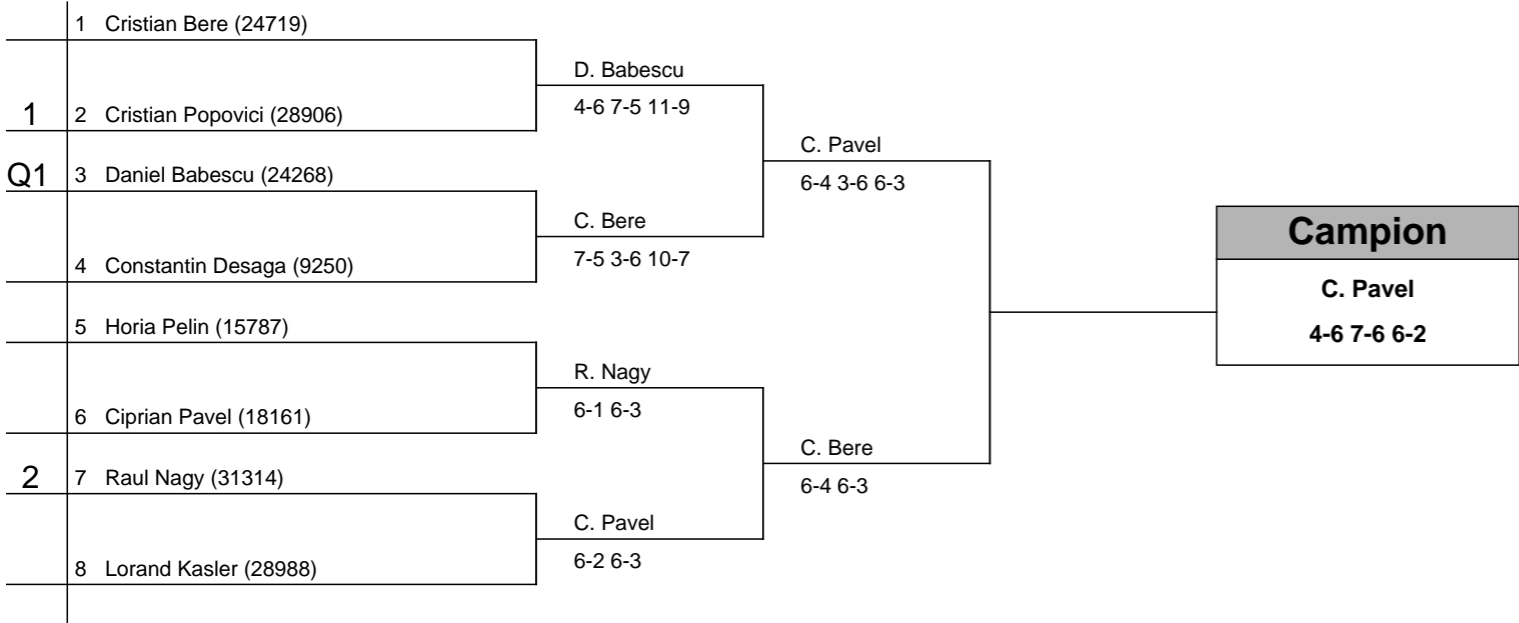 1 Cristian Bere (24719)
1 2 Cristian Popovici (28906)
Q1 3 Daniel Babescu (24268)
4 Constantin Desaga (9250)
5 Horia Pelin (15787)
6 Ciprian Pavel (18161)
2 7 Raul Nagy (31314)
8 Lorand Kasler (28988)
D. Babescu
4-6 7-5 11-9
C. Bere
7-5 3-6 10-7
R. Nagy
6-1 6-3
C. Pavel
6-2 6-3
C. Pavel
6-4 3-6 6-3
C. Bere
6-4 6-3
Campion
C. Pavel
4-6 7-6 6-2